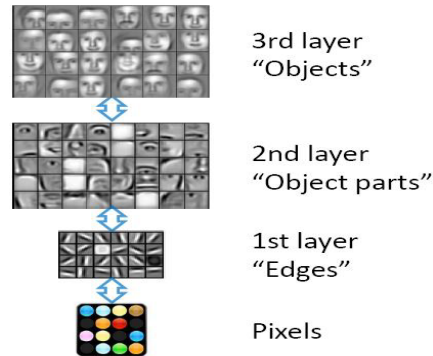 3rd layer
“Objects”
2nd layer
“Object parts”
1st layer
“Edges”
Pixels